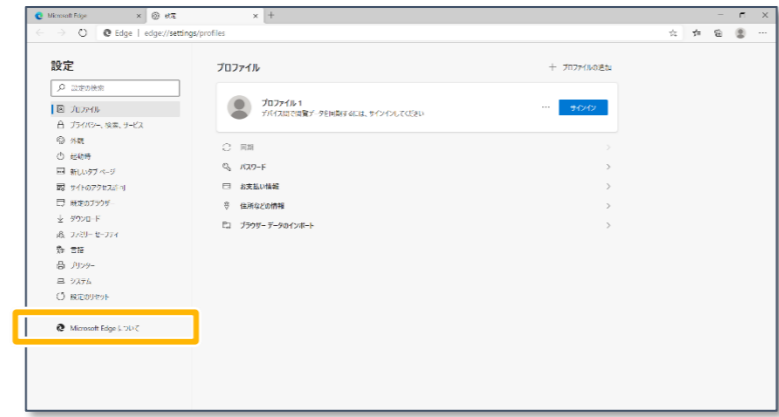 Microsoft Edge
設定
Edge | edge://settings/profiles
設定
設定の検索
プロファイル
プライバシー、検索、サービス
外観
起動時
新しいタブ ページ
サイトのアクセス許可
既定のブラウザー
ダウンロード
ファミリー セーフティ
言語
プリンター
システム
設定のリセット
Microsoft Edge について
プロファイル
プロファイルの追加
プロファイル 1
デバイス間で閲覧データを同期するには、サインインしてください
サインイン
同期
パスワード
お支払い情報
住所などの情報
ブラウザー データのインポート